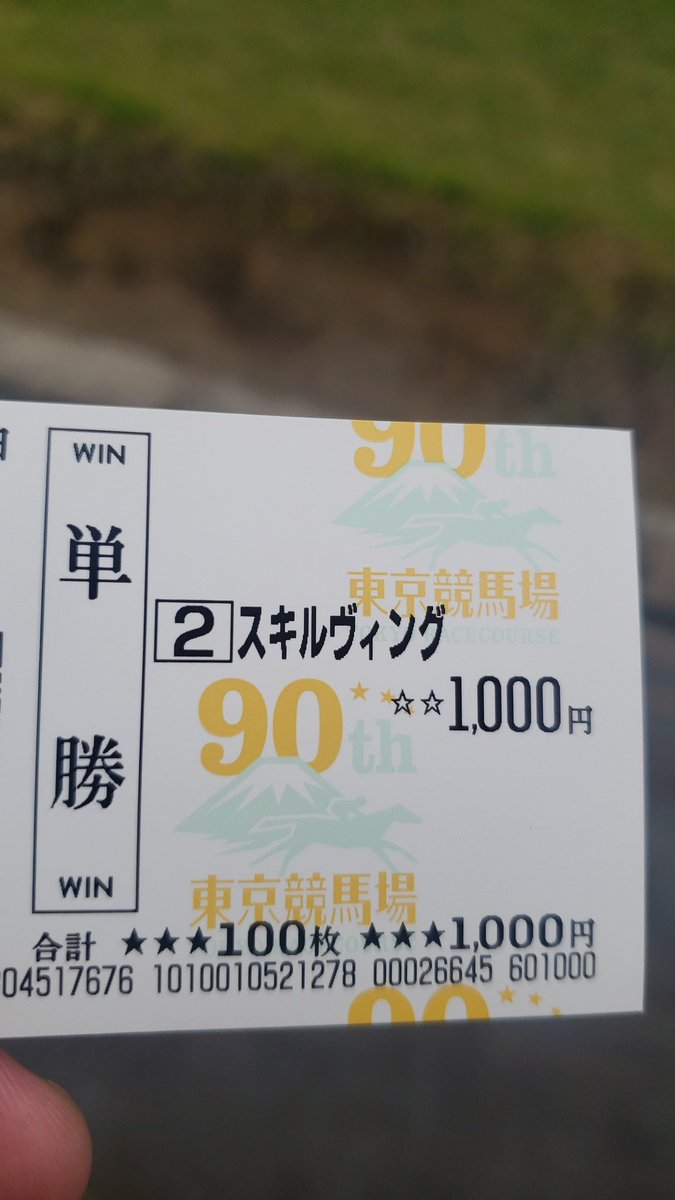 90th
東京競馬場
WIN
単勝
WIN
2 スキルヴィング
☆☆1,000円
90th
東京競馬場
合計 ★★★100枚 ★★★1,000円
04517676 1010010521278 00026645 601000
90